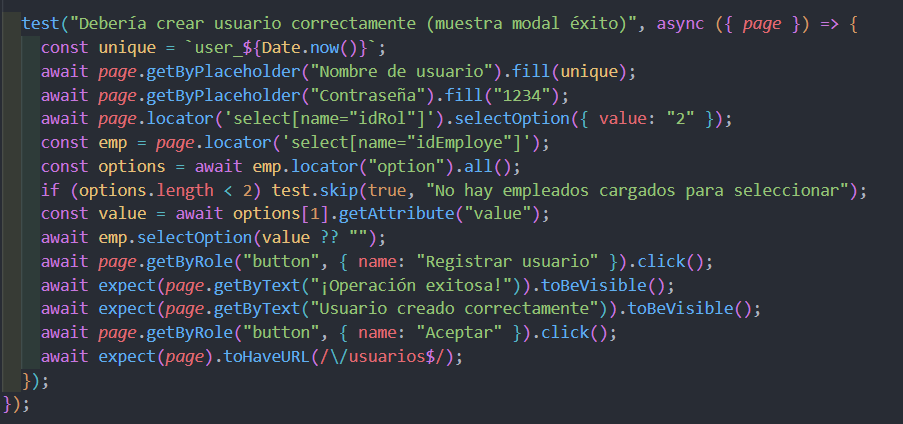 test("Debería crear usuario correctamente (muestra modal éxito)", async ({ page }) => {
const unique = `user_${Date.now()}`;
await page.getByPlaceholder("Nombre de usuario").fill(unique);
await page.getByPlaceholder("Contraseña").fill("1234");
await page.locator('select[name="idRol"]').selectOption({ value: "2" });
const emp = page.locator('select[name="idEmploye"]');
const options = await emp.locator("option").all();
if (options.length < 2) test.skip(true, "No hay empleados cargados para seleccionar");
const value = await options[1].getAttribute("value");
await emp.selectOption(value ?? "");
await page.getByRole("button", { name: "Registrar usuario" }).click();
await expect(page.getByText("¡Operación exitosa!")).toBeVisible();
await expect(page.getByText("Usuario creado correctamente")).toBeVisible();
await page.getByRole("button", { name: "Aceptar" }).click();
await expect(page).toHaveURL(/\/usuarios$/);
});
});